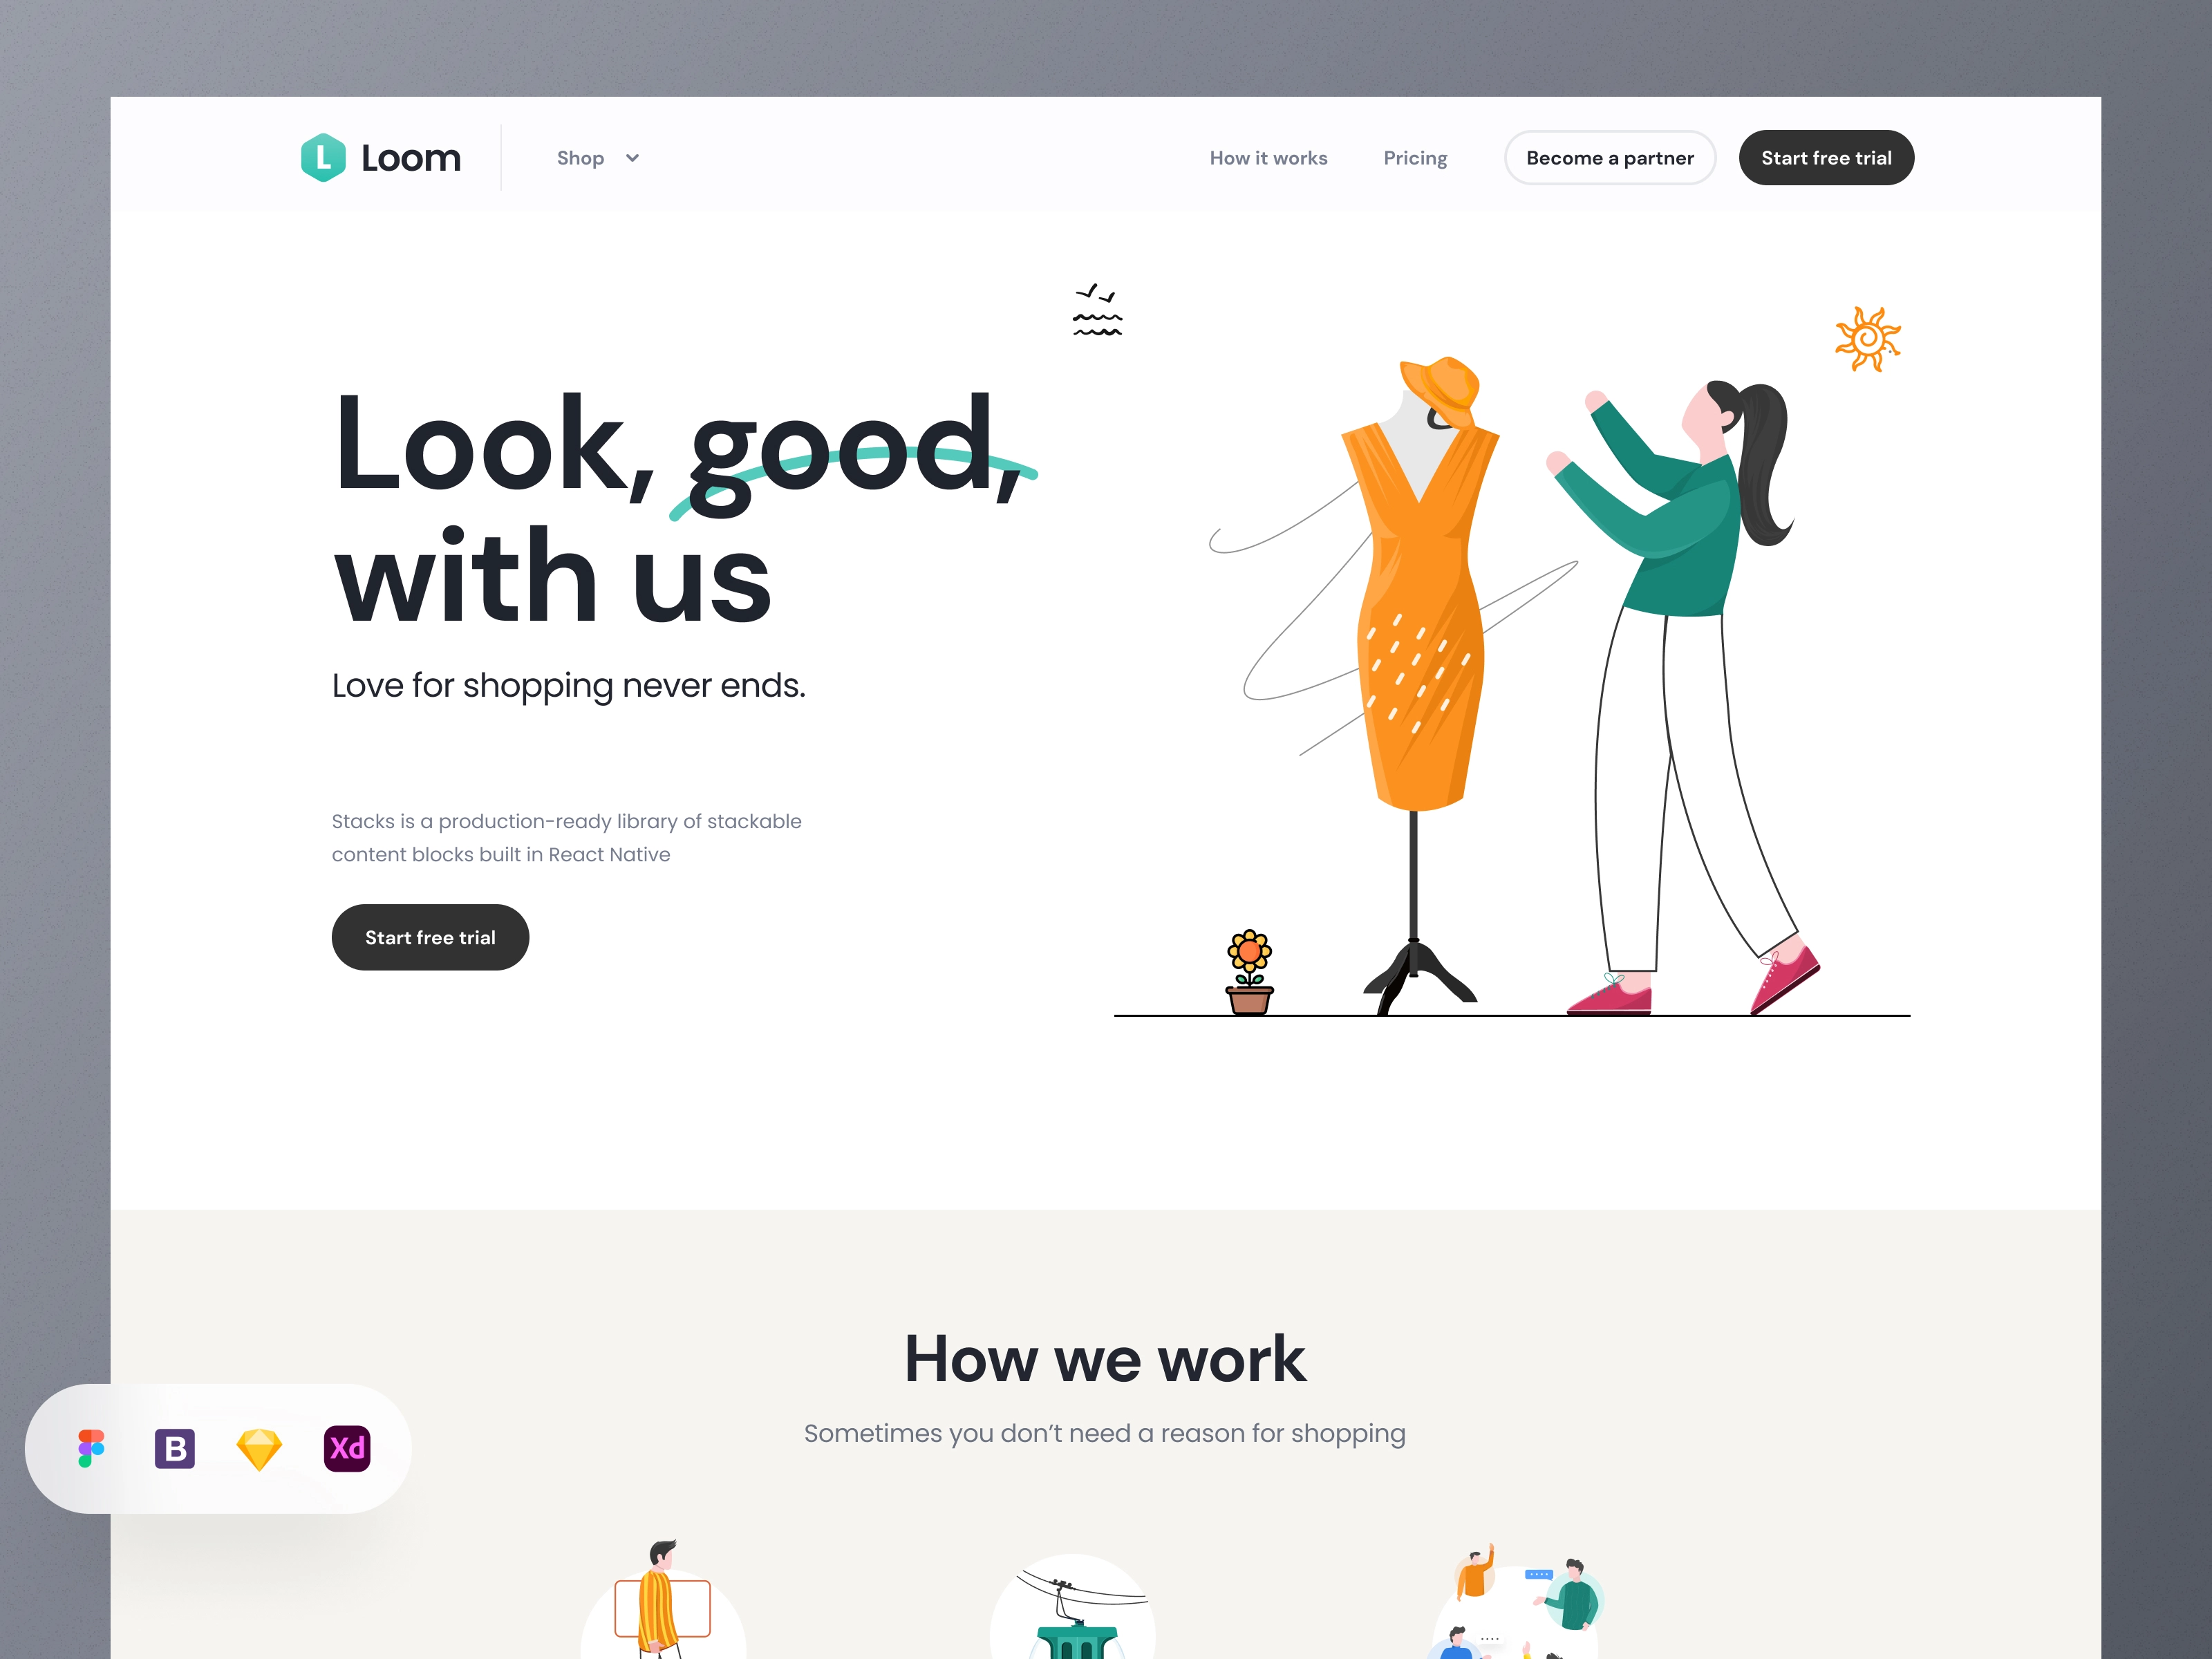 L Loom
Shop
How it works
Pricing
Become a partner
Start free trial
Look, good,
with us
Love for shopping never ends.
Stacks is a production-ready library of stackable
content blocks built in React Native
Start free trial
How we work
Sometimes you don’t need a reason for shopping
B
Xd